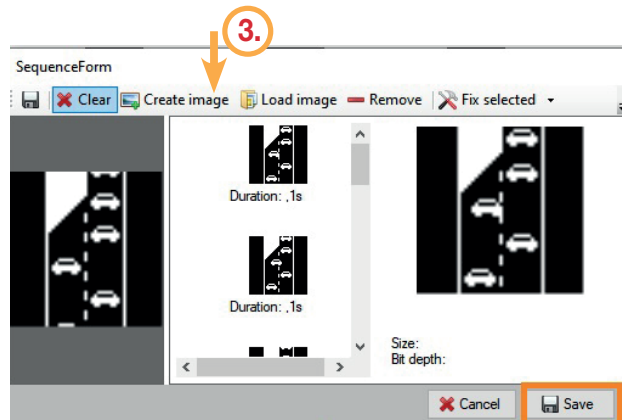 3.
SequenceForm
Clear Create image Load image Remove Fix selected
Duration: ,1s
Duration: ,1s
Size:
Bit depth:
Cancel Save